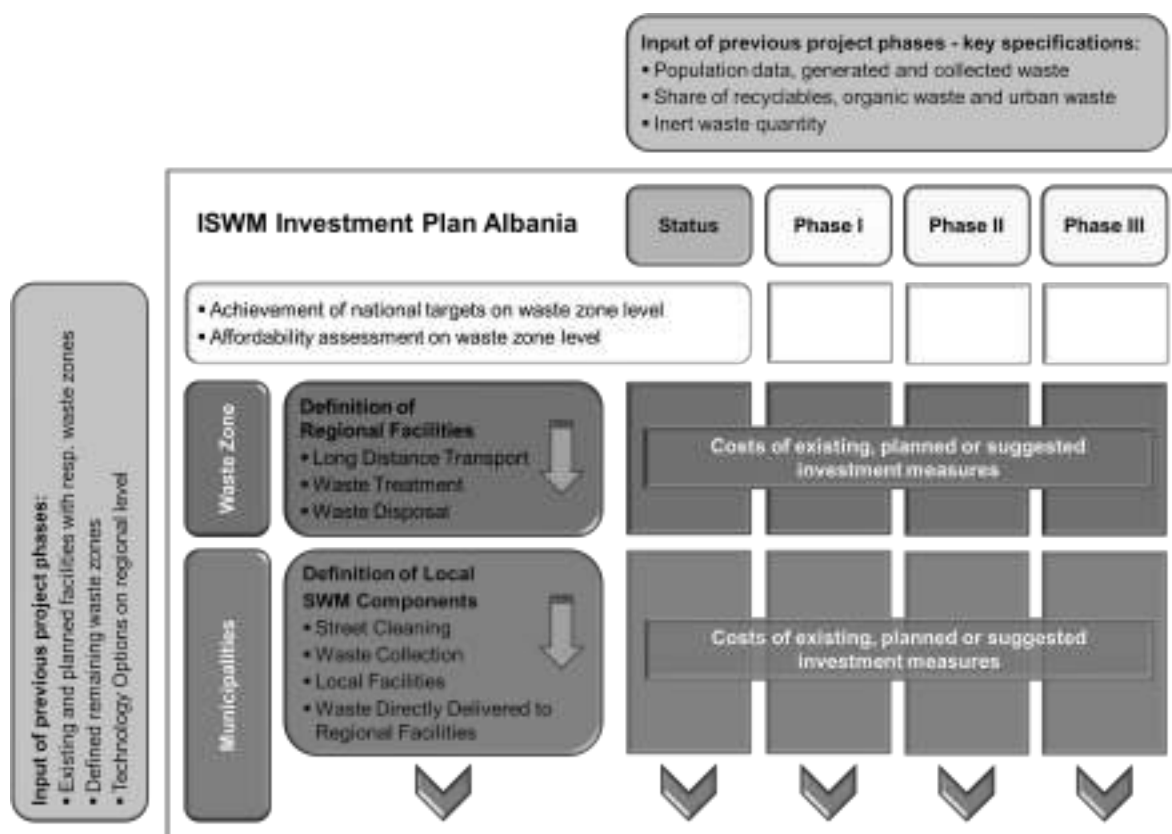 Input of previous project phases - key specifications:
▪ Population data, generated and collected waste
▪ Share of recyclables, organic waste and urban waste
▪ Inert waste quantity
ISWM Investment Plan Albania
Status
Phase I
Phase II
Phase III
▪ Achievement of national targets on waste zone level
▪ Affordability assessment on waste zone level
Input of previous project phases:
▪ Existing and planned facilities with resp. waste zones
▪ Defined remaining waste zones
▪ Technology Options on regional level
Waste Zone
Definition of
Regional Facilities
▪ Long Distance Transport
▪ Waste Treatment
▪ Waste Disposal
Costs of existing, planned or suggested
investment measures
Municipalities
Definition of Local
SWM Components
▪ Street Cleaning
▪ Waste Collection
▪ Local Facilities
▪ Waste Directly Delivered to
Regional Facilities
Costs of existing, planned or suggested
investment measures